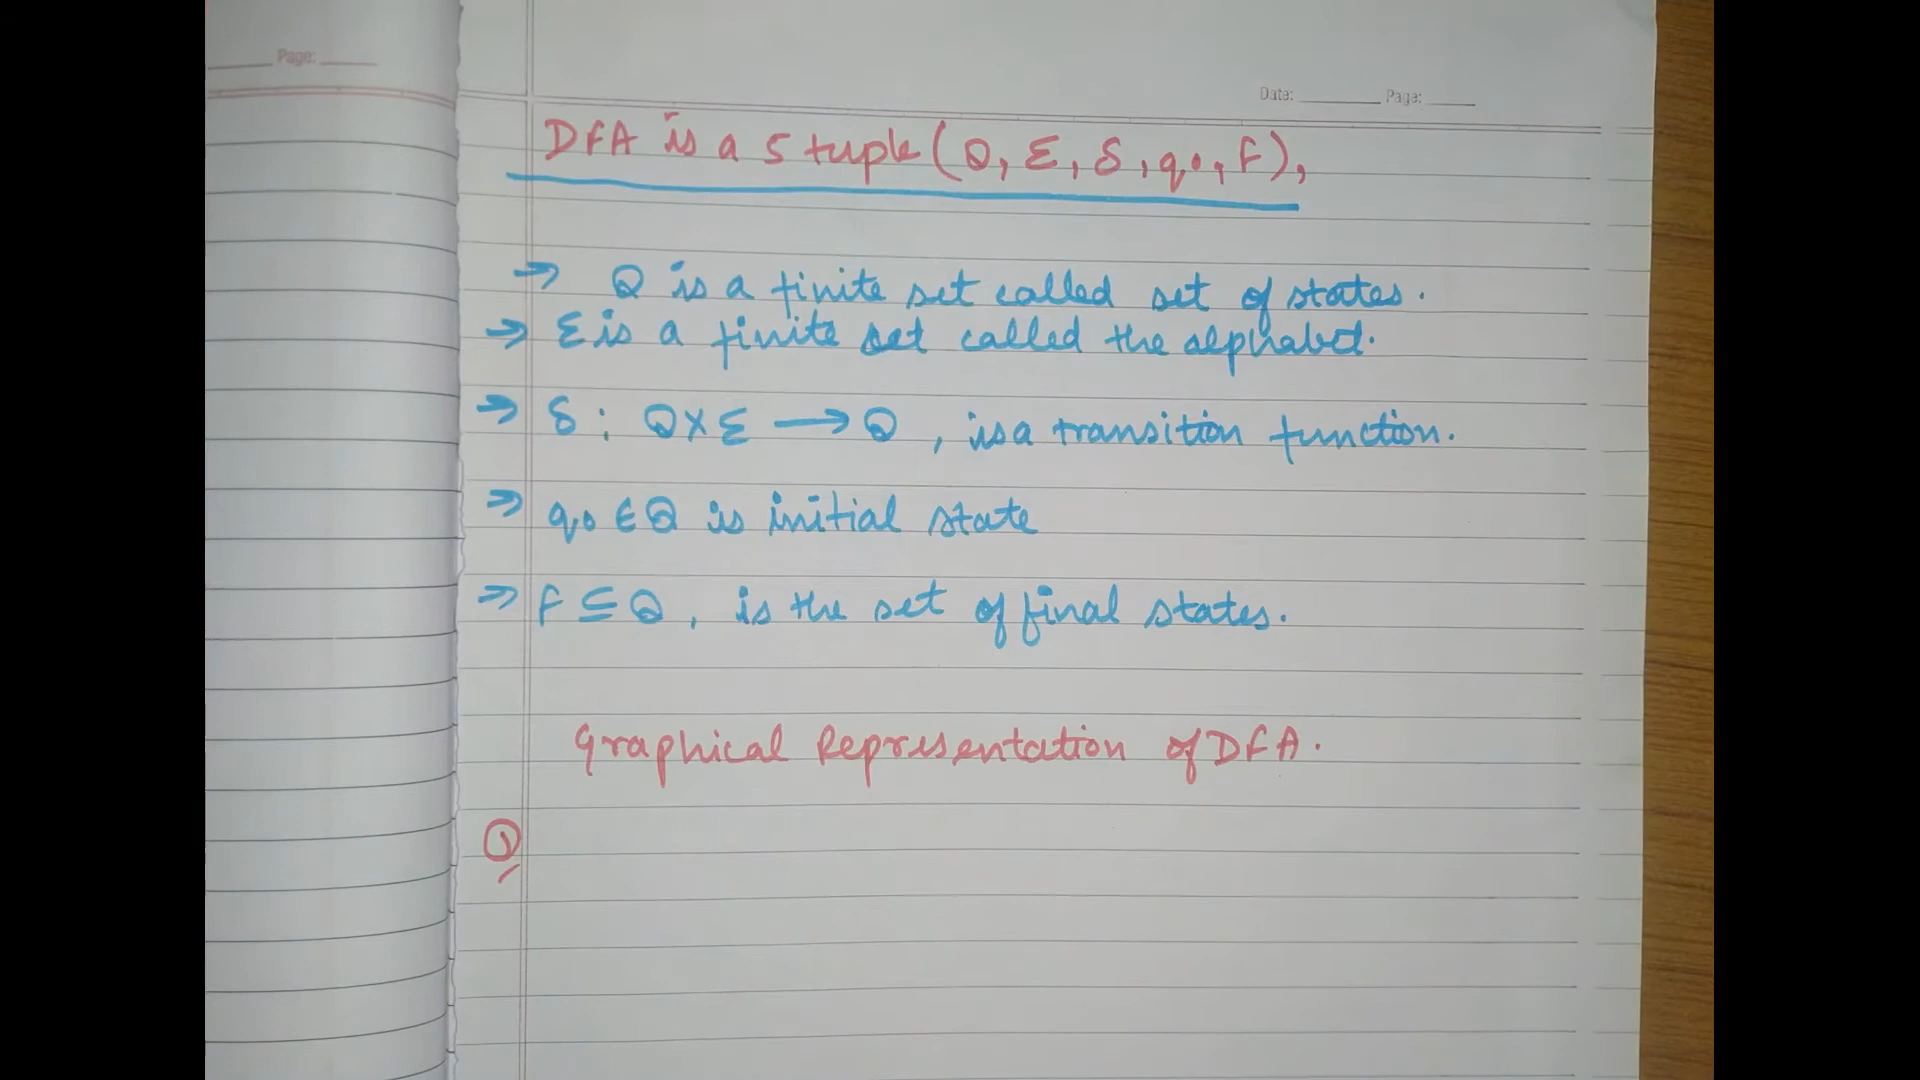 Page:
Date: Page:
DFA is a 5 tuple (Q, Σ, δ, q0, F),
→ Q is a finite set called set of states.
→ Σ is a finite set called the alphabet.
→ δ : Q×Σ → Q , is a transition function.
→ q0 ∈ Q is initial state
→ F ⊆ Q , is the set of final states.
Graphical Representation of DFA.
Q